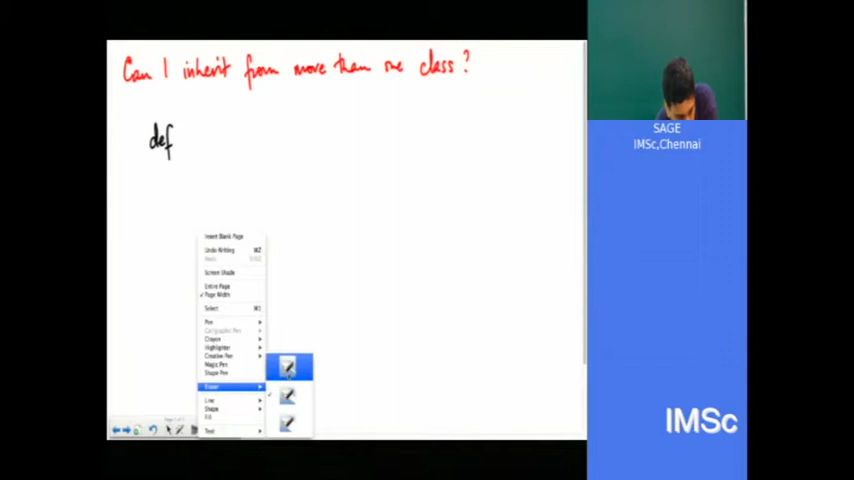 Can I inherit from more than one class?
def
SAGE
IMSc,Chennai
Insert Blank Page
Undo Writing ⌘Z
Screen Shade
Entire Page
✓ Page Width
Select ⌘1
Pen
Calligraphic Pen
Crayon
Highlighter
Creative Pen
Magic Pen
Shape Pen
Eraser
Line
Shape
Fill
Text
IMSc